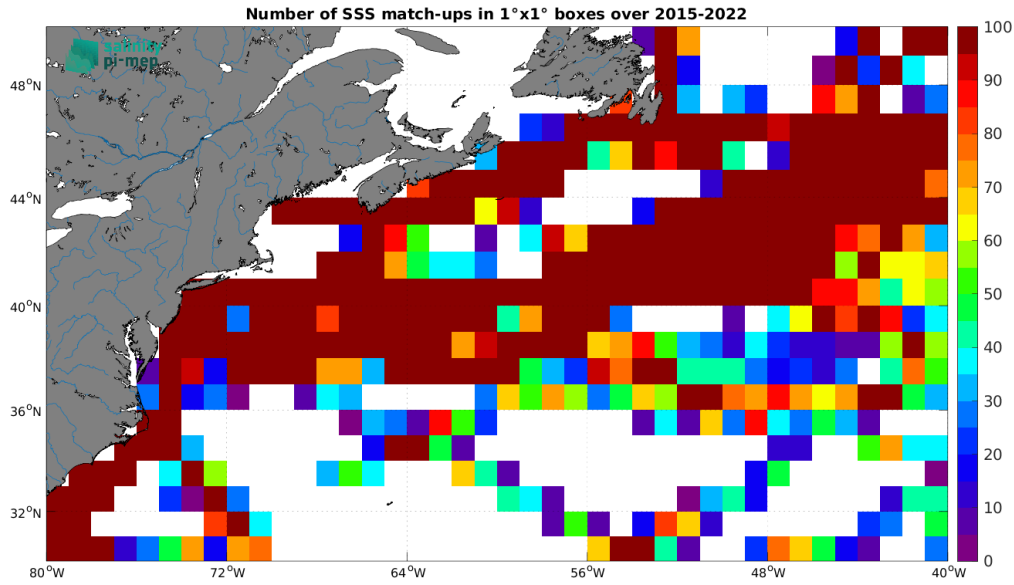 Number of SSS match-ups in 1°x1° boxes over 2015-2022
salinity
pi-mep
48°N
44°N
40°N
36°N
32°N
80°W 72°W 64°W 56°W 48°W 40°W
100
90
80
70
60
50
40
30
20
10
0